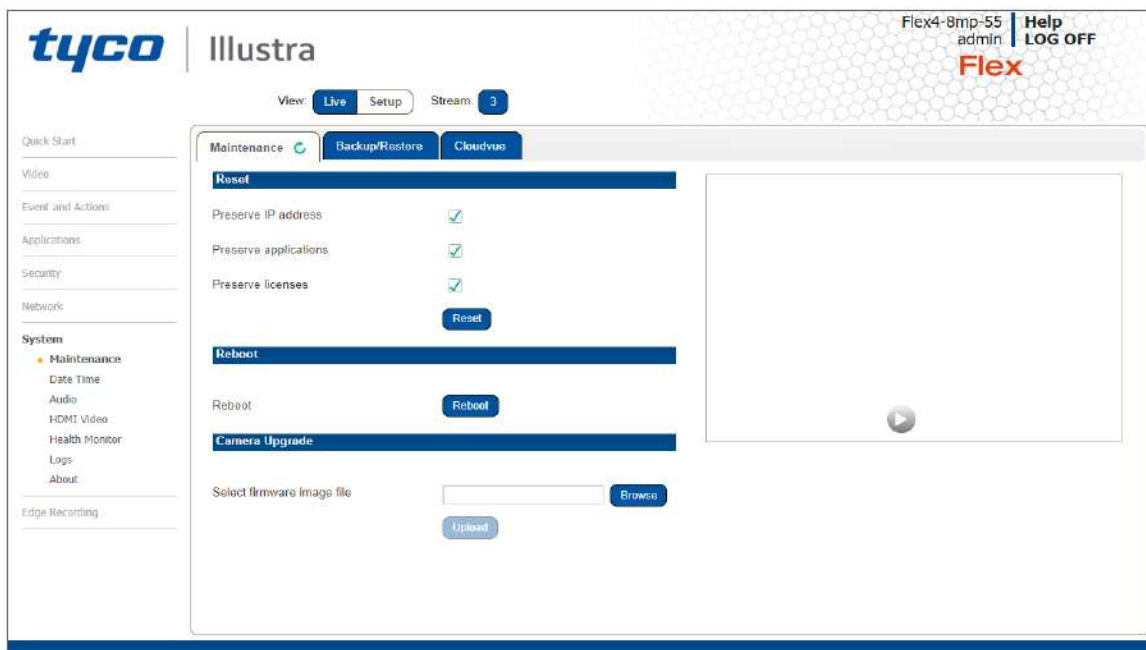 tyco Illustra
Flex4-8mp-55 Help
admin LOG OFF
Flex
View: Live Setup Stream: 3
Quick Start
Video
Event and Actions
Applications
Security
Network
System
Maintenance
Date Time
Audio
HDMI Video
Health Monitor
Logs
About
Edge Recording
Maintenance Backup/Restore Cloudvue
Reset
Preserve IP address
Preserve applications
Preserve licenses
Reset
Reboot
Reboot Reboot
Camera Upgrade
Select firmware image file Browse
Upload